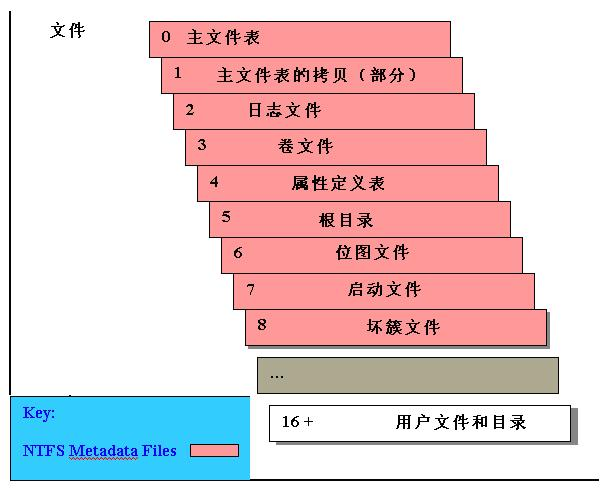 文件
0 主文件表
1 主文件表的拷贝（部分）
2 日志文件
3 卷文件
4 属性定义表
5 根目录
6 位图文件
7 启动文件
8 坏簇文件
...
16 + 用户文件和目录
Key:
NTFS Metadata Files